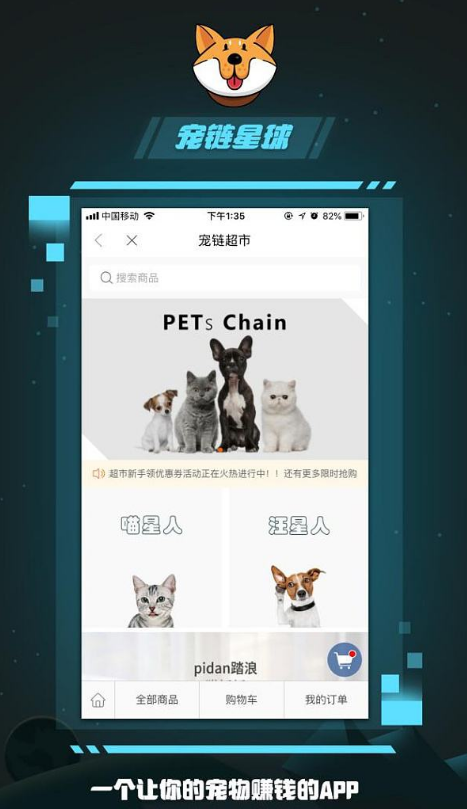 宠链星球
中国移动 下午1:35 82%
宠链超市
搜索商品
PETs Chain
超市新手领优惠券活动正在火热进行中！！还有更多限时抢购
喵星人 汪星人
pidan踏浪
全部商品 购物车 我的订单
一个让你的宠物赚钱的APP